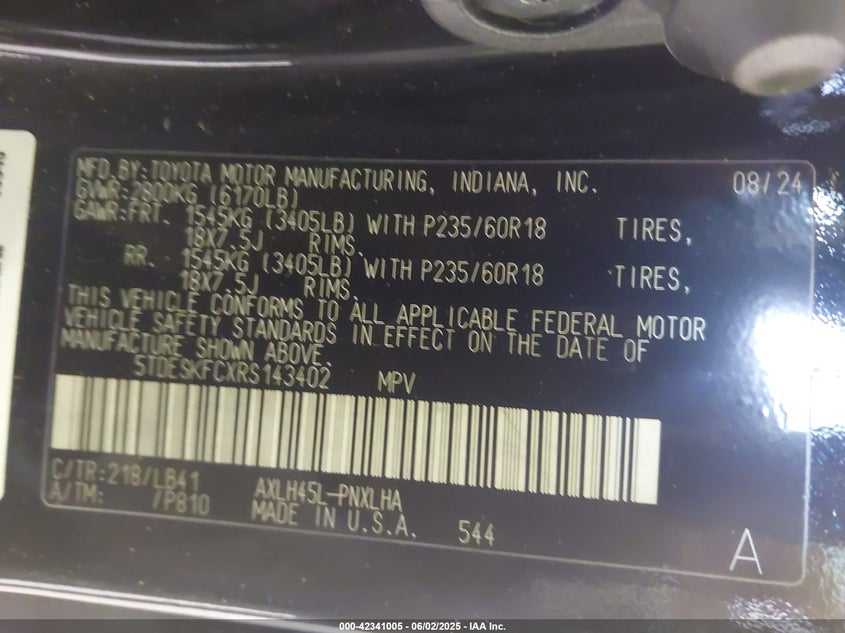 MFD.BY:TOYOTA MOTOR MANUFACTURING, INDIANA, INC. 08/24
GVWR:2800KG (6170LB)
GAWR:FRT. 1545KG (3405LB) WITH P235/60R18 TIRES,
18X7.5J RIMS.
RR. 1545KG (3405LB) WITH P235/60R18 TIRES,
18X7.5J RIMS.
THIS VEHICLE CONFORMS TO ALL APPLICABLE FEDERAL MOTOR
VEHICLE SAFETY STANDARDS IN EFFECT ON THE DATE OF
MANUFACTURE SHOWN ABOVE.
5TDESKFCXRS143402 MPV
C/TR:218/LB41 AXLH45L-PNXLHA
A/TM: /P810 MADE IN U.S.A. 544
A
000-42341005 - 06/02/2025 - IAA Inc.